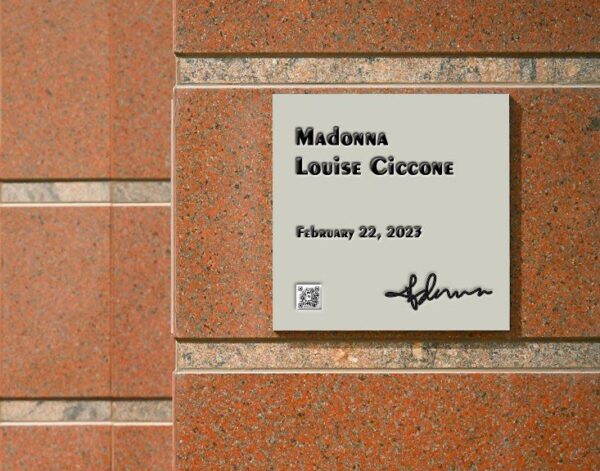 Madonna
Louise Ciccone
February 22, 2023